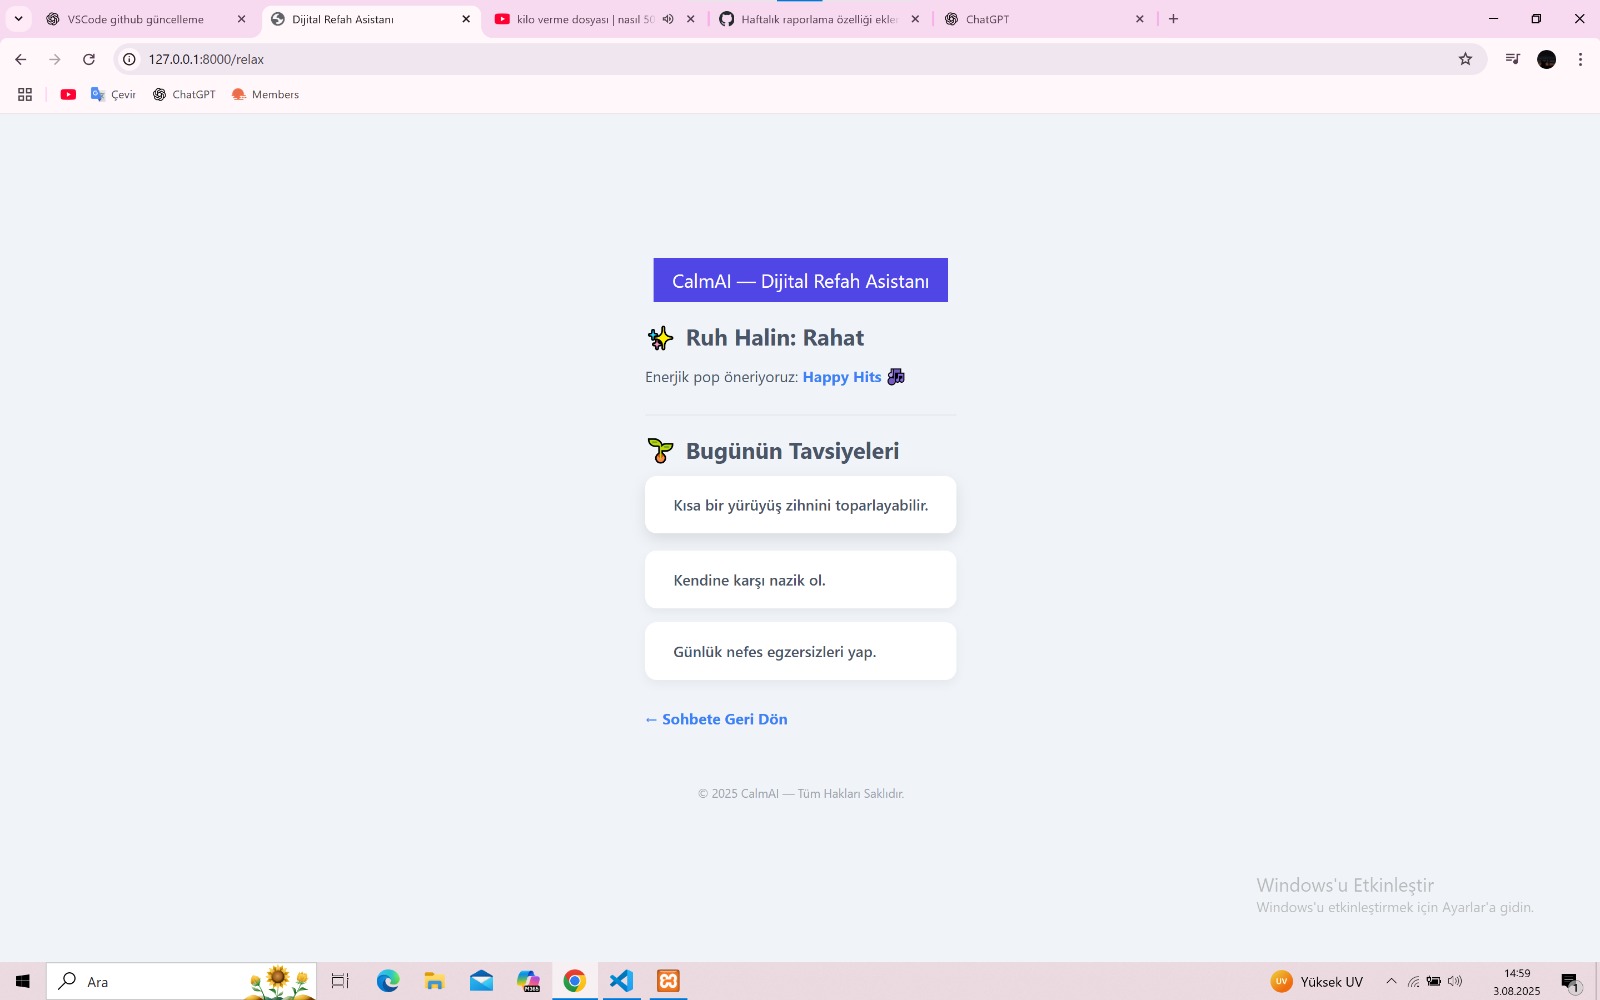 VSCode github güncelleme
Dijital Refah Asistanı
kilo verme dosyası | nasıl 50
Haftalık raporlama özelliği ekler
ChatGPT
127.0.0.1:8000/relax
Çevir
ChatGPT
Members
CalmAI — Dijital Refah Asistanı
✨ Ruh Halin: Rahat
Enerjik pop öneriyoruz: Happy Hits 🎶
🌱 Bugünün Tavsiyeleri
Kısa bir yürüyüş zihnini toparlayabilir.
Kendine karşı nazik ol.
Günlük nefes egzersizleri yap.
← Sohbete Geri Dön
© 2025 CalmAI — Tüm Hakları Saklıdır.
Windows'u Etkinleştir
Windows'u etkinleştirmek için Ayarlar'a gidin.
Ara
M365
UV
Yüksek UV
14:59
3.08.2025
1